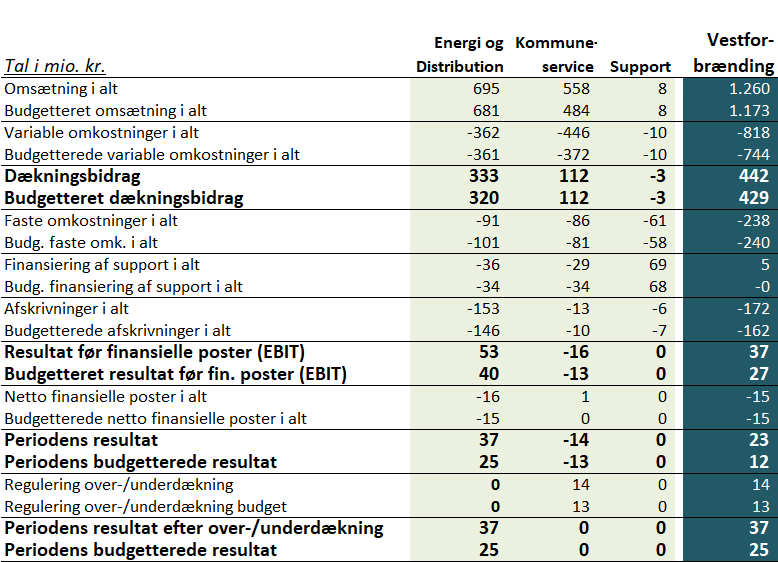 Tal i mio. kr. Energi og Distribution Kommune- service Support Vestfor- brænding
Omsætning i alt 695 558 8 1.260
Budgetteret omsætning i alt 681 484 8 1.173
Variable omkostninger i alt -362 -446 -10 -818
Budgetterede variable omkostninger i alt -361 -372 -10 -744
Dækningsbidrag 333 112 -3 442
Budgetteret dækningsbidrag 320 112 -3 429
Faste omkostninger i alt -91 -86 -61 -238
Budg. faste omk. i alt -101 -81 -58 -240
Finansiering af support i alt -36 -29 69 5
Budg. finansiering af support i alt -34 -34 68 -0
Afskrivninger i alt -153 -13 -6 -172
Budgetterede afskrivninger i alt -146 -10 -7 -162
Resultat før finansielle poster (EBIT) 53 -16 0 37
Budgetteret resultat før fin. poster (EBIT) 40 -13 0 27
Netto finansielle poster i alt -16 1 0 -15
Budgetterede netto finansielle poster i alt -15 0 0 -15
Periodens resultat 37 -14 0 23
Periodens budgetterede resultat 25 -13 0 12
Regulering over-/underdækning 0 14 0 14
Regulering over-/underdækning budget 0 13 0 13
Periodens resultat efter over-/underdækning 37 0 0 37
Periodens budgetterede resultat 25 0 0 25